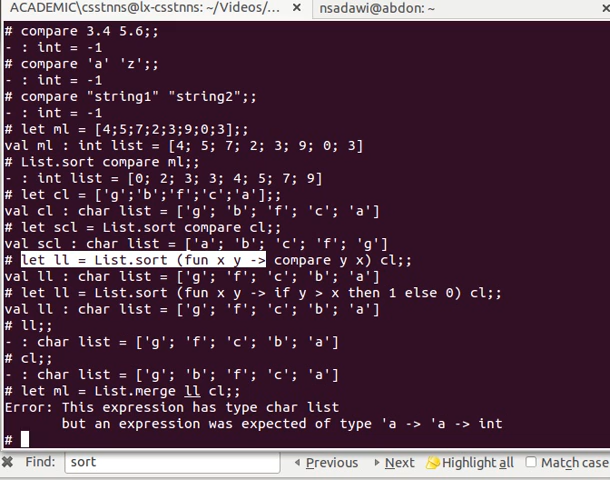 ACADEMIC\csstnns@lx-csstnns: ~/Videos/... × nsadawi@abdon: ~
# compare 3.4 5.6;;
- : int = -1
# compare 'a' 'z';;
- : int = -1
# compare "string1" "string2";;
- : int = -1
# let ml = [4;5;7;2;3;9;0;3];;
val ml : int list = [4; 5; 7; 2; 3; 9; 0; 3]
# List.sort compare ml;;
- : int list = [0; 2; 3; 3; 4; 5; 7; 9]
# let cl = ['g';'b';'f';'c';'a'];;
val cl : char list = ['g'; 'b'; 'f'; 'c'; 'a']
# let scl = List.sort compare cl;;
val scl : char list = ['a'; 'b'; 'c'; 'f'; 'g']
# let ll = List.sort (fun x y -> compare y x) cl;;
val ll : char list = ['g'; 'f'; 'c'; 'b'; 'a']
# let ll = List.sort (fun x y -> if y > x then 1 else 0) cl;;
val ll : char list = ['g'; 'f'; 'c'; 'b'; 'a']
# ll;;
- : char list = ['g'; 'f'; 'c'; 'b'; 'a']
# cl;;
- : char list = ['g'; 'b'; 'f'; 'c'; 'a']
# let ml = List.merge ll cl;;
Error: This expression has type char list
but an expression was expected of type 'a -> 'a -> int
#
Find: sort Previous Next Highlight all Match case